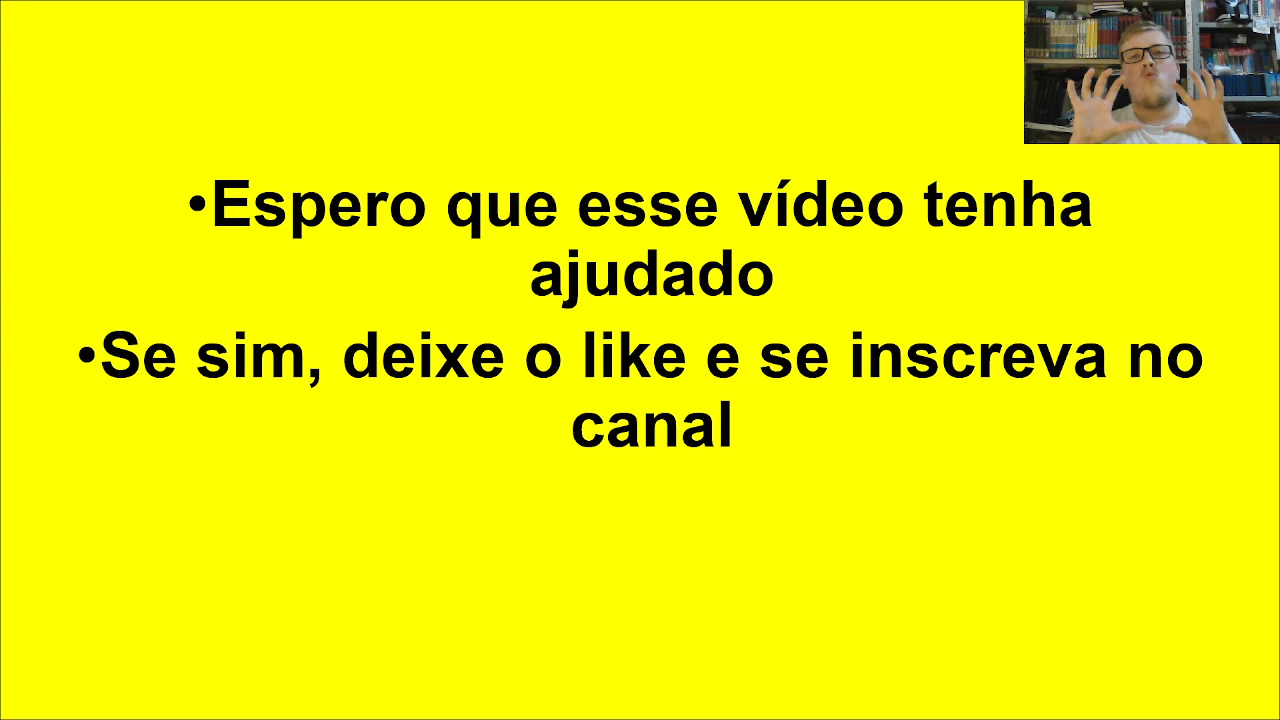 •Espero que esse vídeo tenha
ajudado
•Se sim, deixe o like e se inscreva no
canal